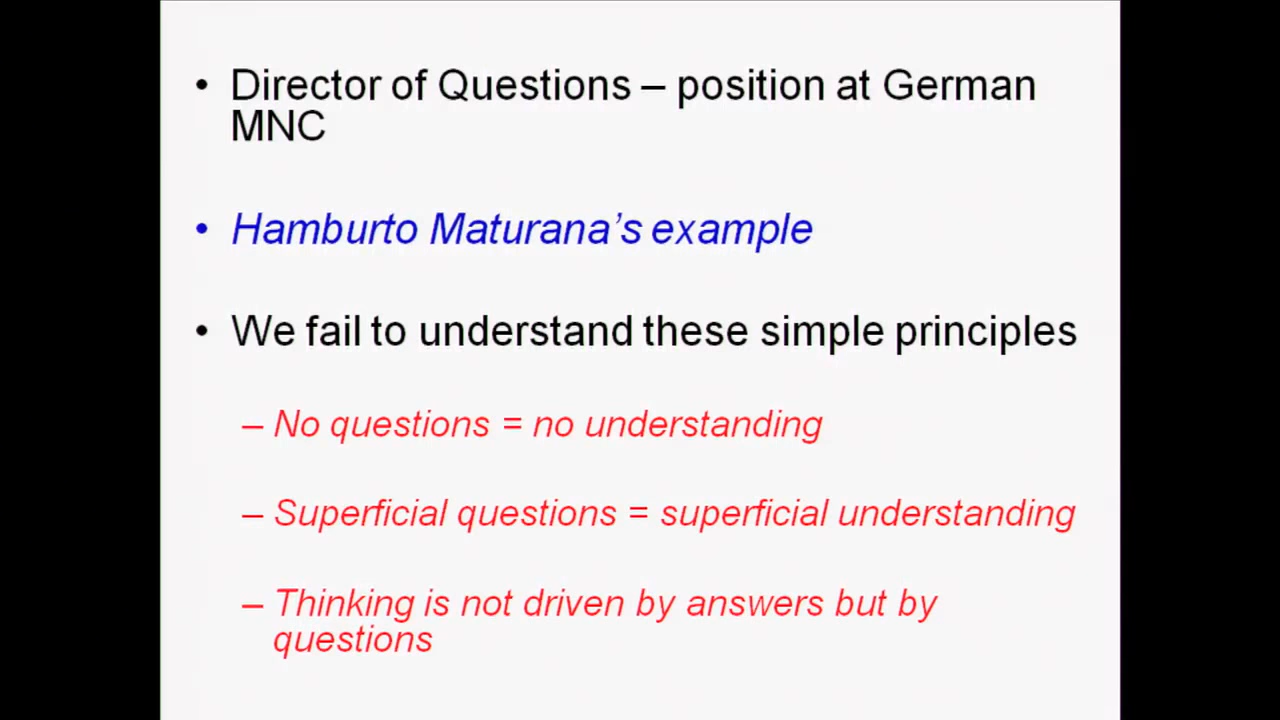 • Director of Questions – position at German
MNC
• Hamburto Maturana's example
• We fail to understand these simple principles
– No questions = no understanding
– Superficial questions = superficial understanding
– Thinking is not driven by answers but by
questions